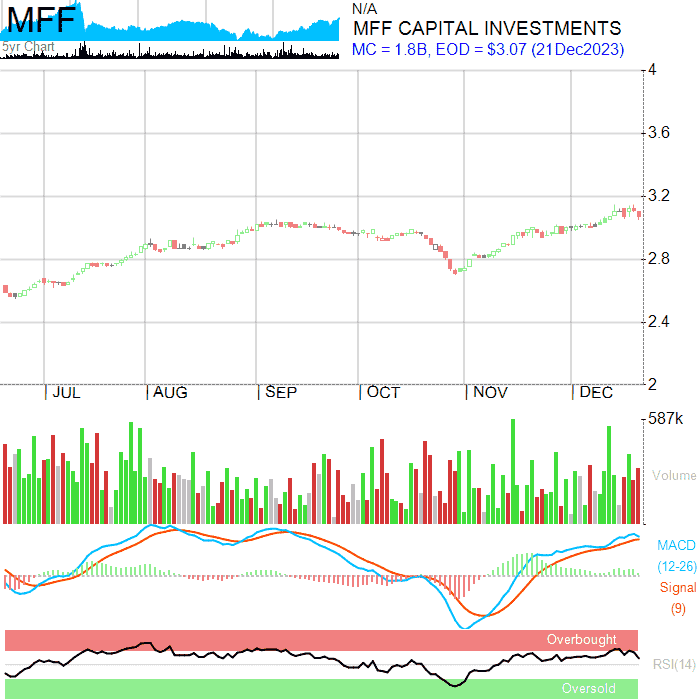 MFF
5yr Chart
N/A
MFF CAPITAL INVESTMENTS
MC = 1.8B, EOD = $3.07 (21Dec2023)
4
3.6
3.2
2.8
2.4
2
JUL AUG SEP OCT NOV DEC
587k
Volume
MACD
(12-26)
Signal
(9)
Overbought
RSI(14)
Oversold